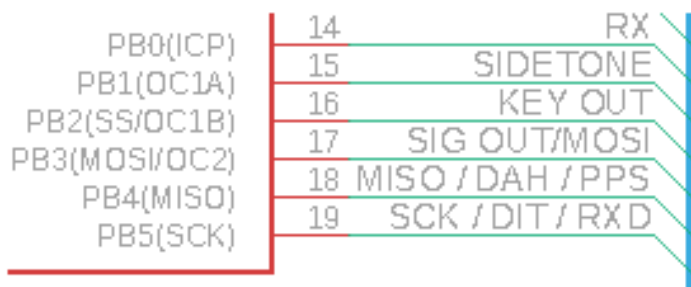 14 RX
PB0(ICP)
15 SIDETONE
PB1(OC1A)
16 KEY OUT
PB2(SS/OC1B)
17 SIG OUT/MOSI
PB3(MOSI/OC2)
18 MISO / DAH / PPS
PB4(MISO)
19 SCK / DIT / RXD
PB5(SCK)